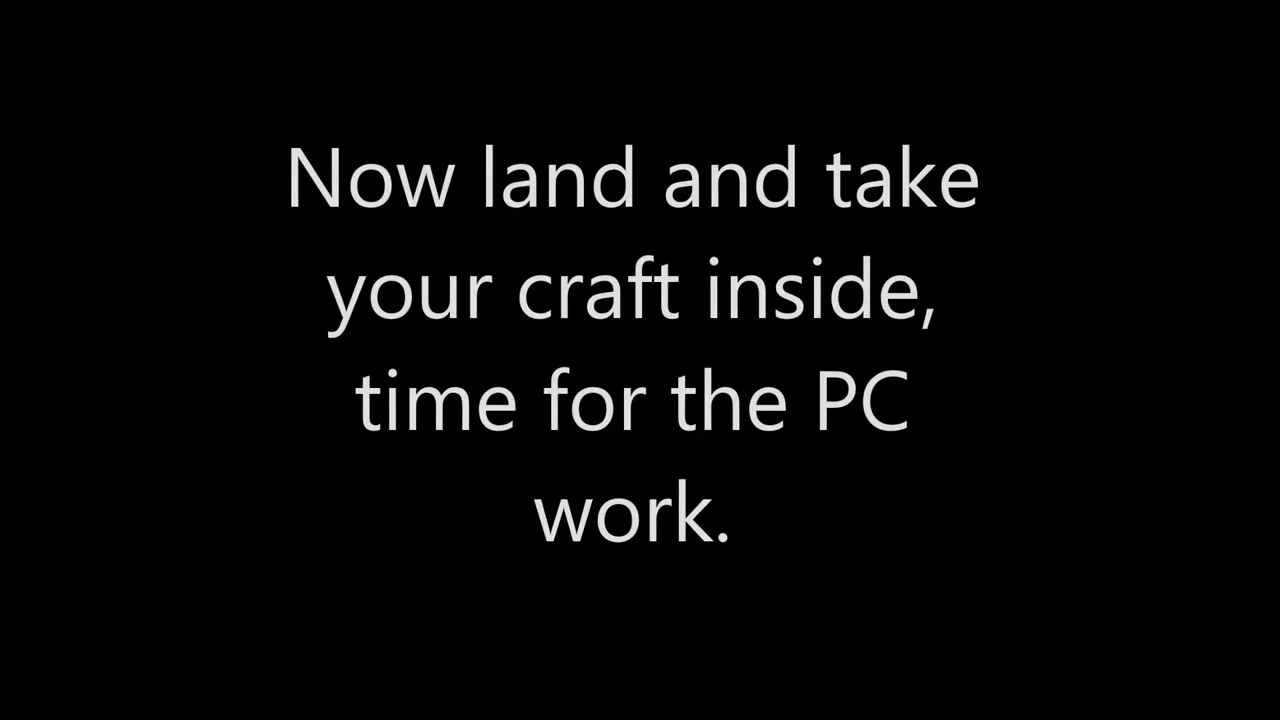 Now land and take
your craft inside,
time for the PC
work.